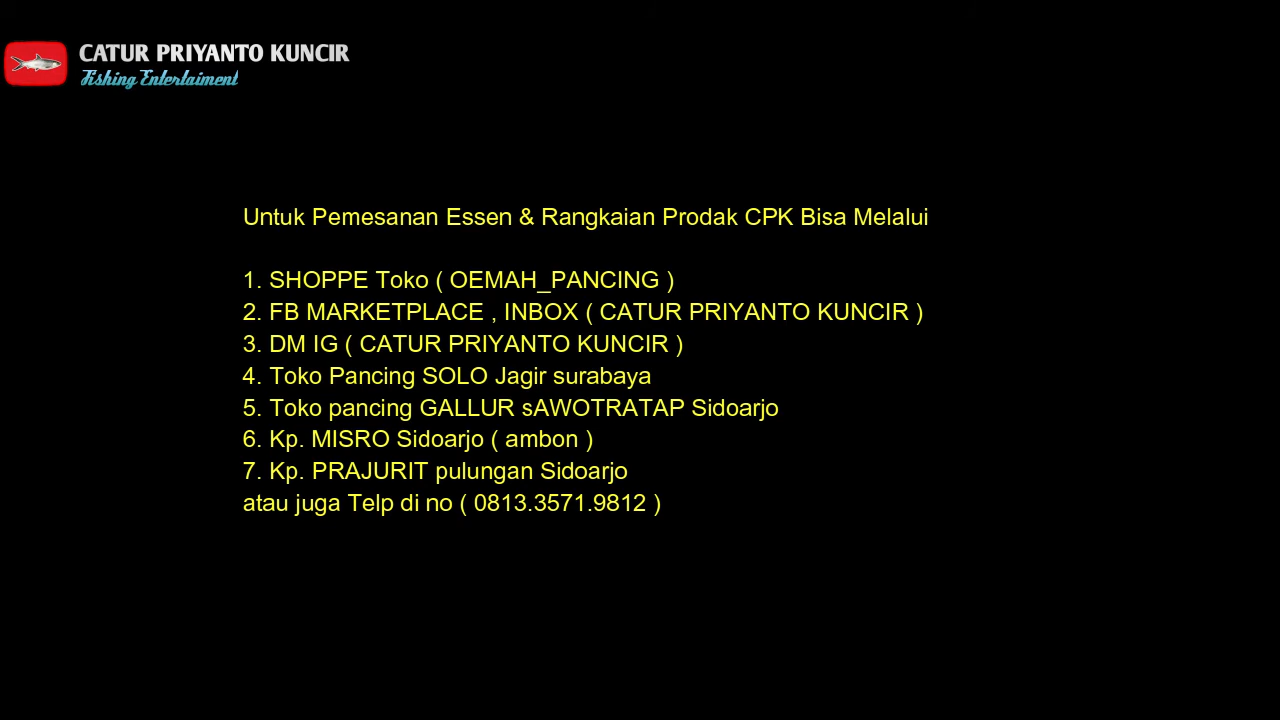 CATUR PRIYANTO KUNCIR
Fishing Entertaiment
Untuk Pemesanan Essen & Rangkaian Prodak CPK Bisa Melalui
1. SHOPPE Toko ( OEMAH_PANCING )
2. FB MARKETPLACE , INBOX ( CATUR PRIYANTO KUNCIR )
3. DM IG ( CATUR PRIYANTO KUNCIR )
4. Toko Pancing SOLO Jagir surabaya
5. Toko pancing GALLUR sAWOTRATAP Sidoarjo
6. Kp. MISRO Sidoarjo ( ambon )
7. Kp. PRAJURIT pulungan Sidoarjo
atau juga Telp di no ( 0813.3571.9812 )